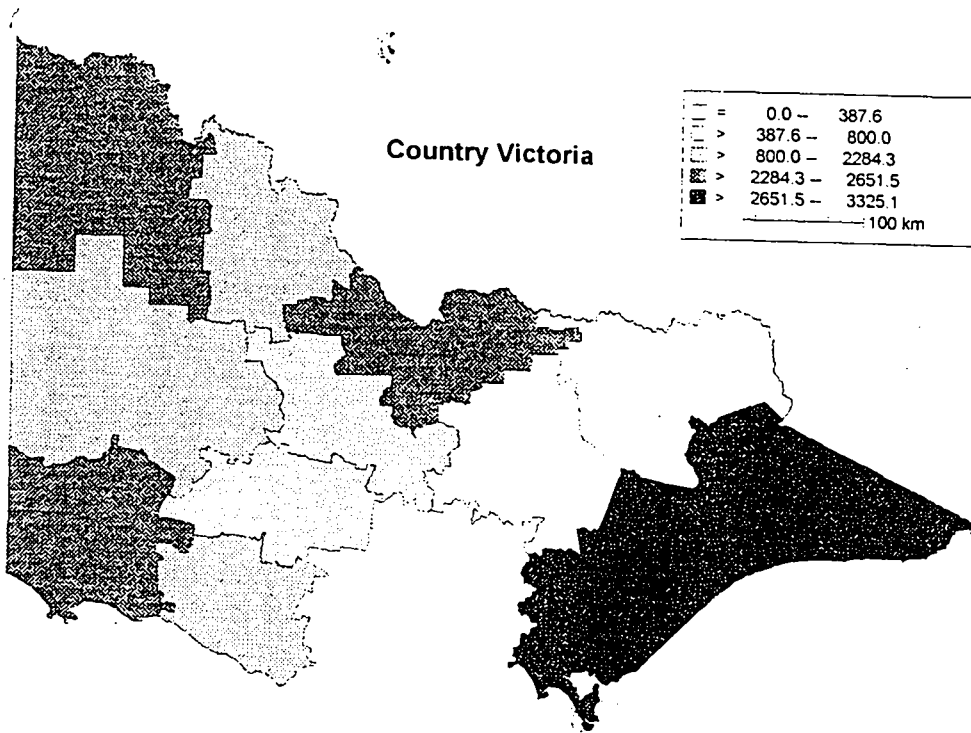 Country Victoria
= 0.0 – 387.6
> 387.6 – 800.0
> 800.0 – 2284.3
> 2284.3 – 2651.5
> 2651.5 – 3325.1
100 km